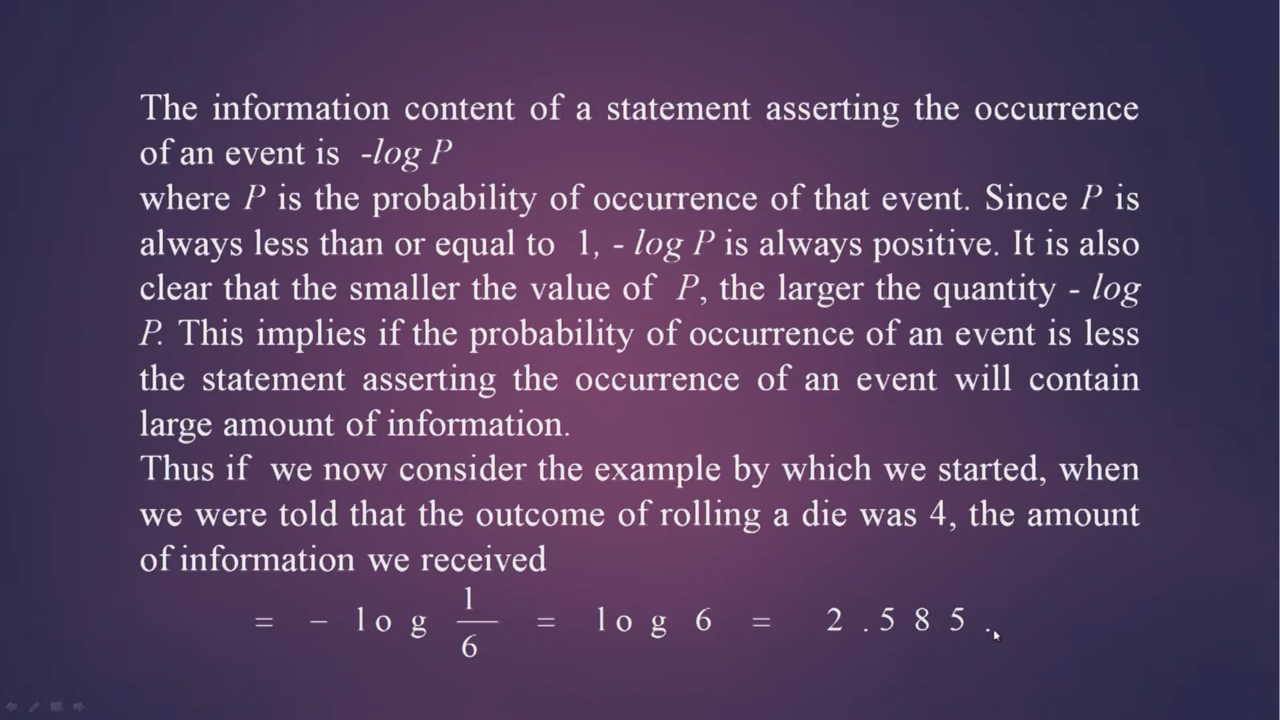 The information content of a statement asserting the occurrence
of an event is -log P
where P is the probability of occurrence of that event. Since P is
always less than or equal to 1, - log P is always positive. It is also
clear that the smaller the value of P, the larger the quantity - log
P. This implies if the probability of occurrence of an event is less
the statement asserting the occurrence of an event will contain
large amount of information.
Thus if we now consider the example by which we started, when
we were told that the outcome of rolling a die was 4, the amount
of information we received
= - log 1/6 = log 6 = 2.585.